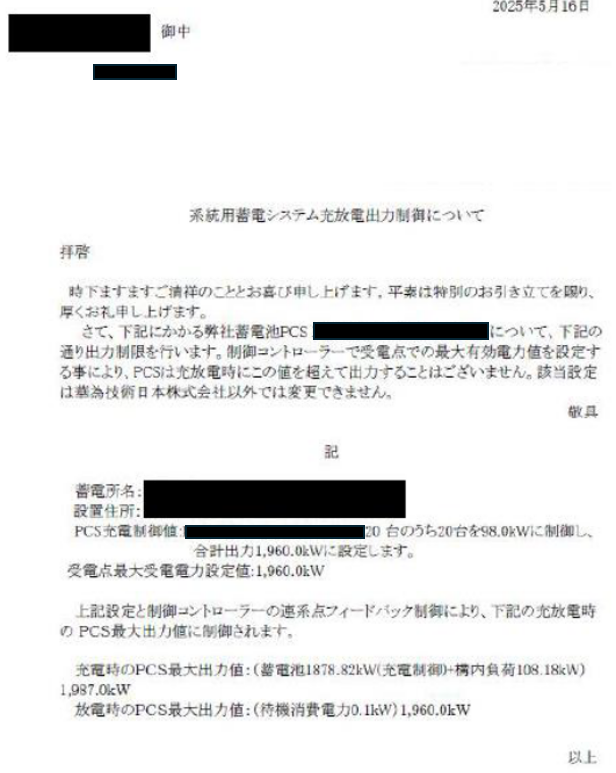 2025年5月16日
御中
系統用蓄電システム充放電出力制御について
拝啓
時下ますますご清祥のこととお喜び申し上げます。平素は特別のお引き立てを賜り、
厚くお礼申し上げます。
さて、下記にかかる弊社蓄電池PCS について、下記の
通り出力制限を行います。制御コントローラーで受電点での最大有効電力値を設定す
る事により、PCSは充放電時にこの値を超えて出力することはございません。該当設定
は華為技術日本株式会社以外では変更できません。
敬具
記
蓄電所名:
設置住所:
PCS充電制御値: 20 台のうち20台を98.0kWに制御し、
合計出力1,960.0kWに設定します。
受電点最大受電電力設定値:1,960.0kW
上記設定と制御コントローラーの連系点フィードバック制御により、下記の充放電時
の PCS最大出力値に制御されます。
充電時のPCS最大出力値:(蓄電池1878.82kW(充電制御)+構内負荷108.18kW)
1,987.0kW
放電時のPCS最大出力値:(待機消費電力0.1kW)1,960.0kW
以上